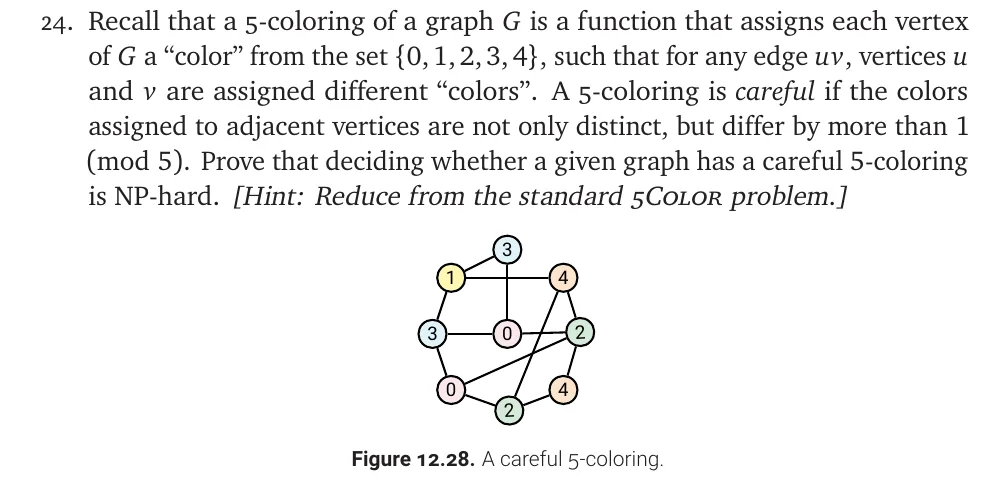 24. Recall that a 5-coloring of a graph G is a function that assigns each vertex
of G a “color” from the set {0, 1, 2, 3, 4}, such that for any edge uv, vertices u
and v are assigned different “colors”. A 5-coloring is careful if the colors
assigned to adjacent vertices are not only distinct, but differ by more than 1
(mod 5). Prove that deciding whether a given graph has a careful 5-coloring
is NP-hard. [Hint: Reduce from the standard 5COLOR problem.]
3
1 4
3 0 2
0 4
2
Figure 12.28. A careful 5-coloring.